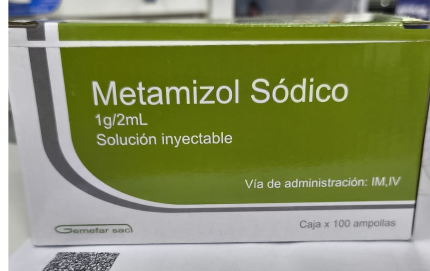 Metamizol Sódico
1g/2mL
Solución inyectable
Vía de administración: IM,IV
Gemefar sac
Caja x 100 ampollas